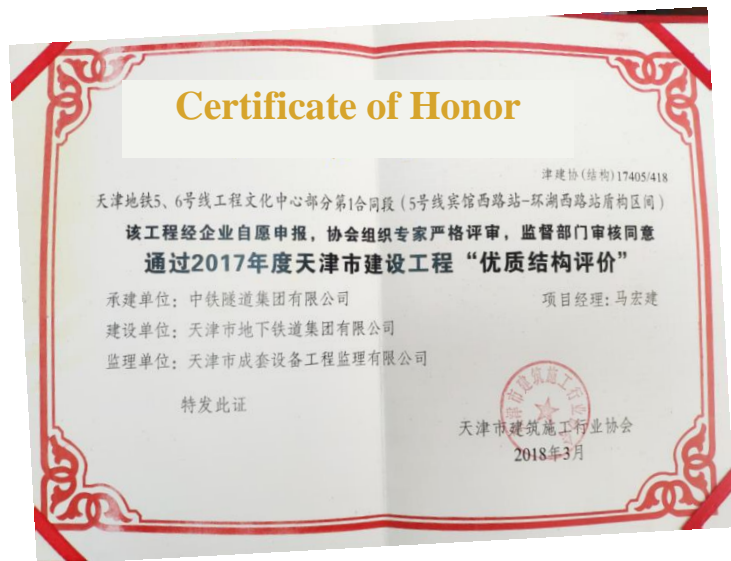 Certificate of Honor
津建协(结构)17405/418
天津地铁5、6号线工程文化中心部分第1合同段(5号线宾馆西路站-环湖西路站盾构区间)
该工程经企业自愿申报，协会组织专家严格评审，监督部门审核同意
通过2017年度天津市建设工程“优质结构评价”
承建单位：中铁隧道集团有限公司 项目经理：马宏建
建设单位：天津市地下铁道集团有限公司
监理单位：天津市成套设备工程监理有限公司
特发此证
天津市建筑施工行业协会
2018年3月